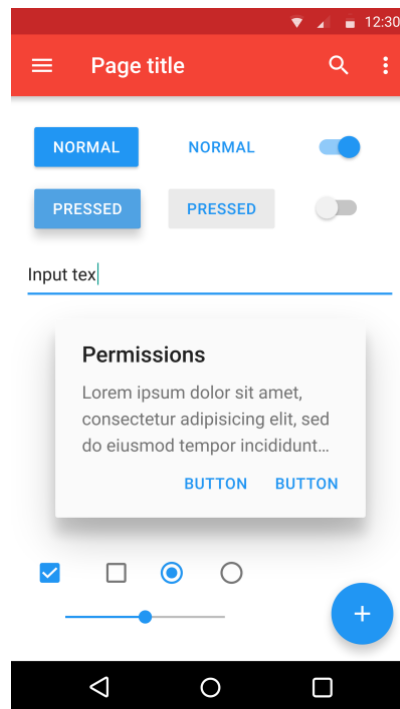 12:30
Page title
NORMAL NORMAL
PRESSED PRESSED
Input tex
Permissions
Lorem ipsum dolor sit amet,
consectetur adipisicing elit, sed
do eiusmod tempor incididunt…
BUTTON BUTTON